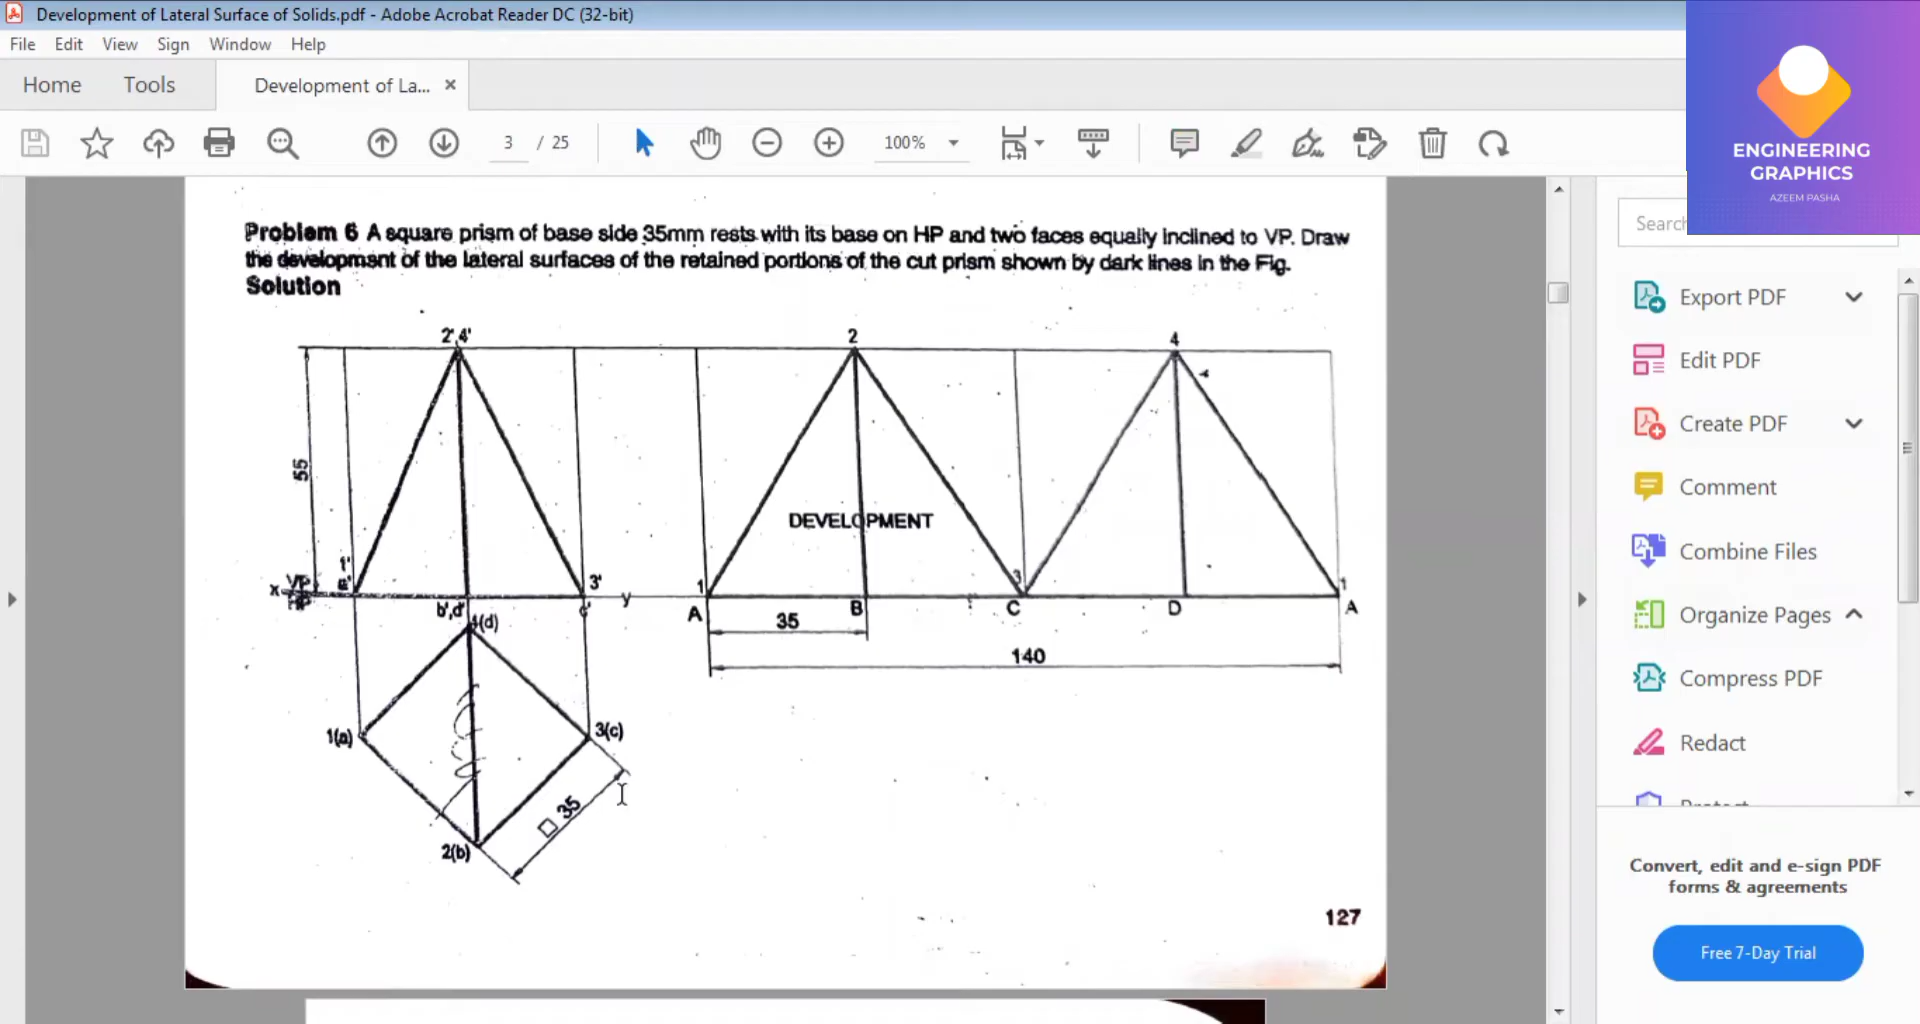 Development of Lateral Surface of Solids.pdf - Adobe Acrobat Reader DC (32-bit)
File Edit View Sign Window Help
Home Tools Development of La... ×
3 / 25 100%
ENGINEERING
GRAPHICS
AZEEM PASHA
Problem 6 A square prism of base side 35mm rests with its base on HP and two faces equally inclined to VP. Draw
the development of the lateral surfaces of the retained portions of the cut prism shown by dark lines in the Fig.
Solution
2',4' 2 4
55
DEVELOPMENT
1' 3' 1 3 1
x VP y
HP
a' b',d' c' A B C D A
4(d) 35
140
1(a) 3(c)
□ 35
2(b)
127
Export PDF
Edit PDF
Create PDF
Comment
Combine Files
Organize Pages
Compress PDF
Redact
Convert, edit and e-sign PDF
forms & agreements
Free 7-Day Trial